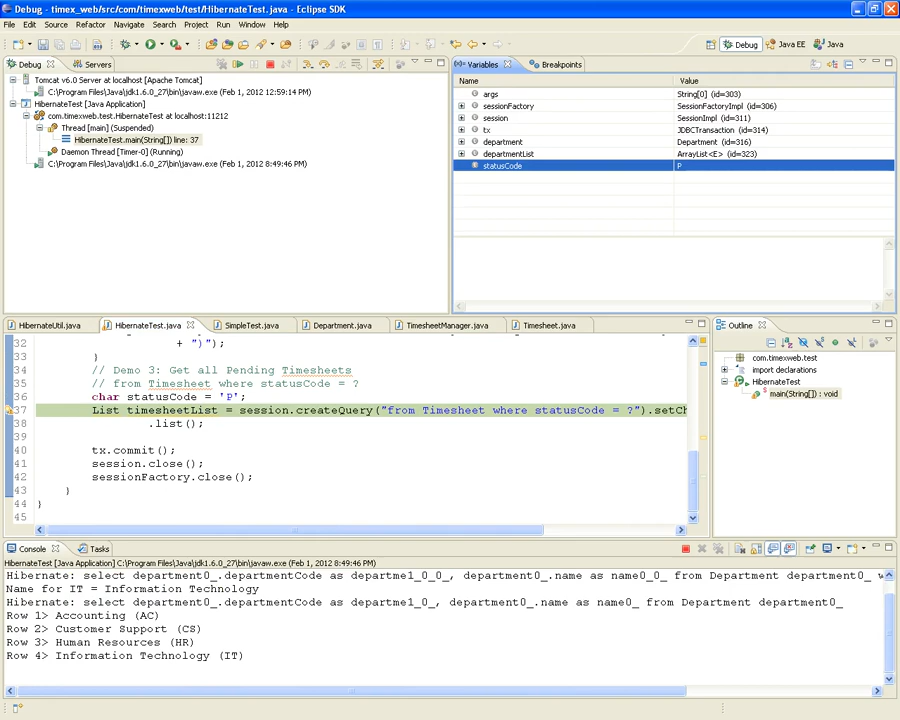 Debug - timex_web/src/com/timexweb/test/HibernateTest.java - Eclipse SDK
File Edit Source Refactor Navigate Search Project Run Window Help
Debug Java EE Java
Debug Servers
Tomcat v6.0 Server at localhost [Apache Tomcat]
C:\Program Files\Java\jdk1.6.0_27\bin\javaw.exe (Feb 1, 2012 12:59:14 PM)
HibernateTest [Java Application]
com.timexweb.test.HibernateTest at localhost:11212
Thread [main] (Suspended)
HibernateTest.main(String[]) line: 37
Daemon Thread [Timer-0] (Running)
C:\Program Files\Java\jdk1.6.0_27\bin\javaw.exe (Feb 1, 2012 8:49:46 PM)
Variables Breakpoints
Name Value
args String[0] (id=303)
sessionFactory SessionFactoryImpl (id=306)
session SessionImpl (id=311)
tx JDBCTransaction (id=314)
department Department (id=316)
departmentList ArrayList<E> (id=323)
statusCode P
HibernateUtil.java HibernateTest.java SimpleTest.java Department.java TimesheetManager.java Timesheet.java
32 + ")");
33 }
34 // Demo 3: Get all Pending Timesheets
35 // from Timesheet where statusCode = ?
36 char statusCode = 'P';
37 List timesheetList = session.createQuery("from Timesheet where statusCode = ?").setCh
38 .list();
39
40 tx.commit();
41 session.close();
42 sessionFactory.close();
43 }
44 }
45
Outline
com.timexweb.test
import declarations
HibernateTest
main(String[]) : void
Console Tasks
HibernateTest [Java Application] C:\Program Files\Java\jdk1.6.0_27\bin\javaw.exe (Feb 1, 2012 8:49:46 PM)
Hibernate: select department0_.departmentCode as departme1_0_0_, department0_.name as name0_0_ from Department department0_ w
Name for IT = Information Technology
Hibernate: select department0_.departmentCode as departme1_0_, department0_.name as name0_ from Department department0_
Row 1> Accounting (AC)
Row 2> Customer Support (CS)
Row 3> Human Resources (HR)
Row 4> Information Technology (IT)